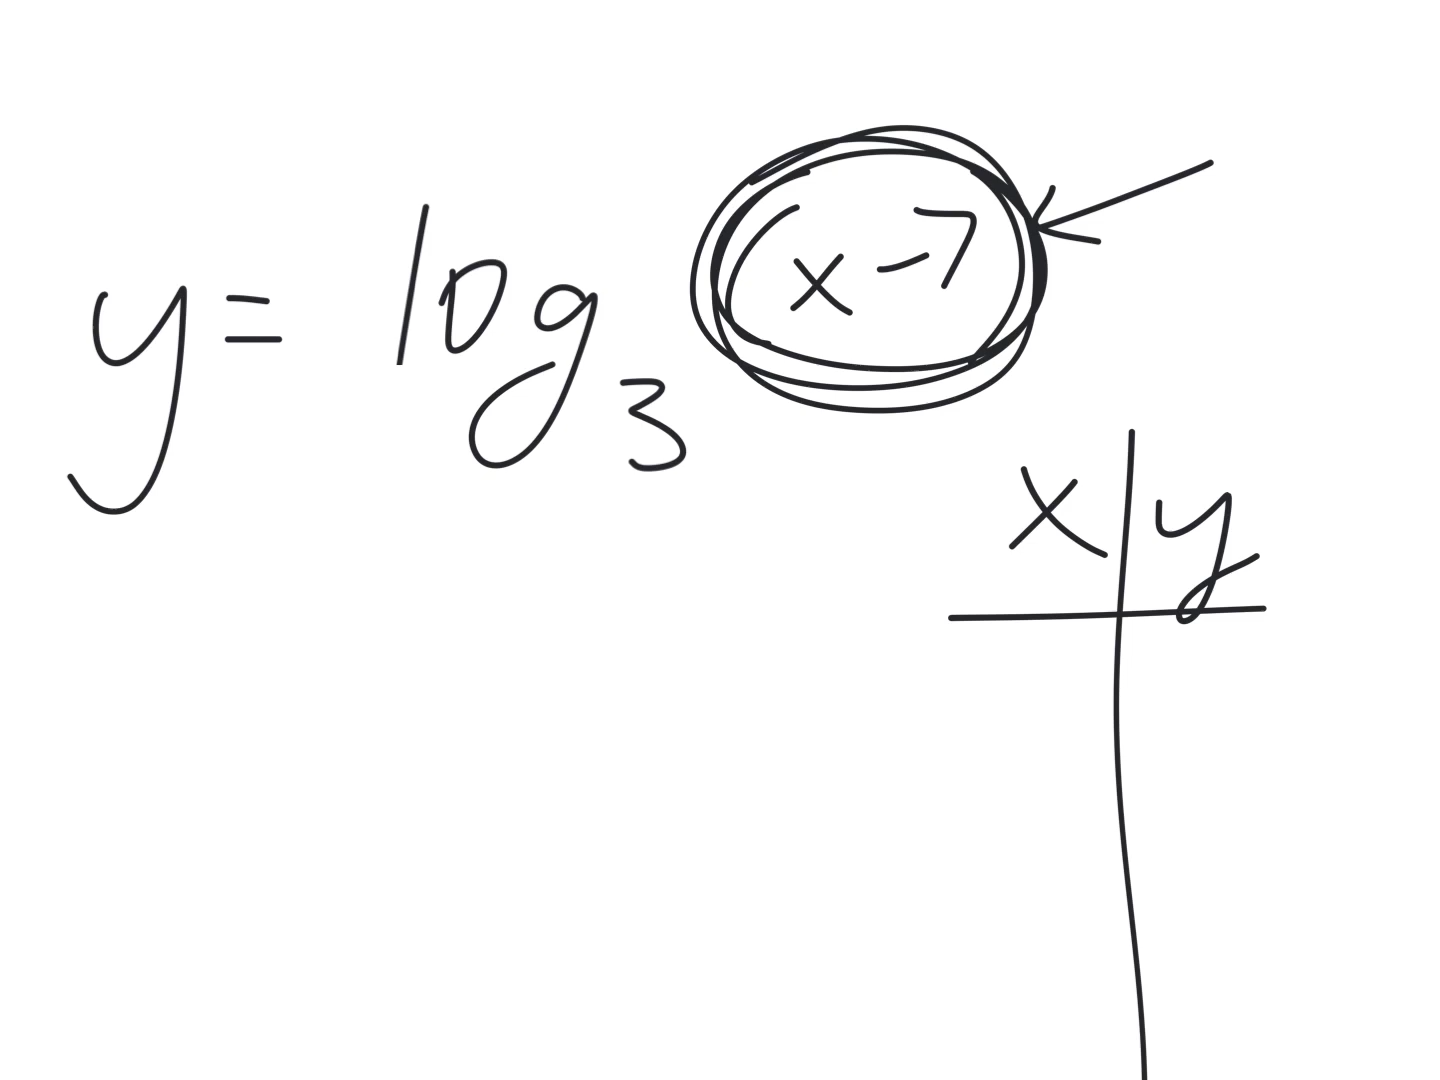 y = log₃(x-7)
x | y